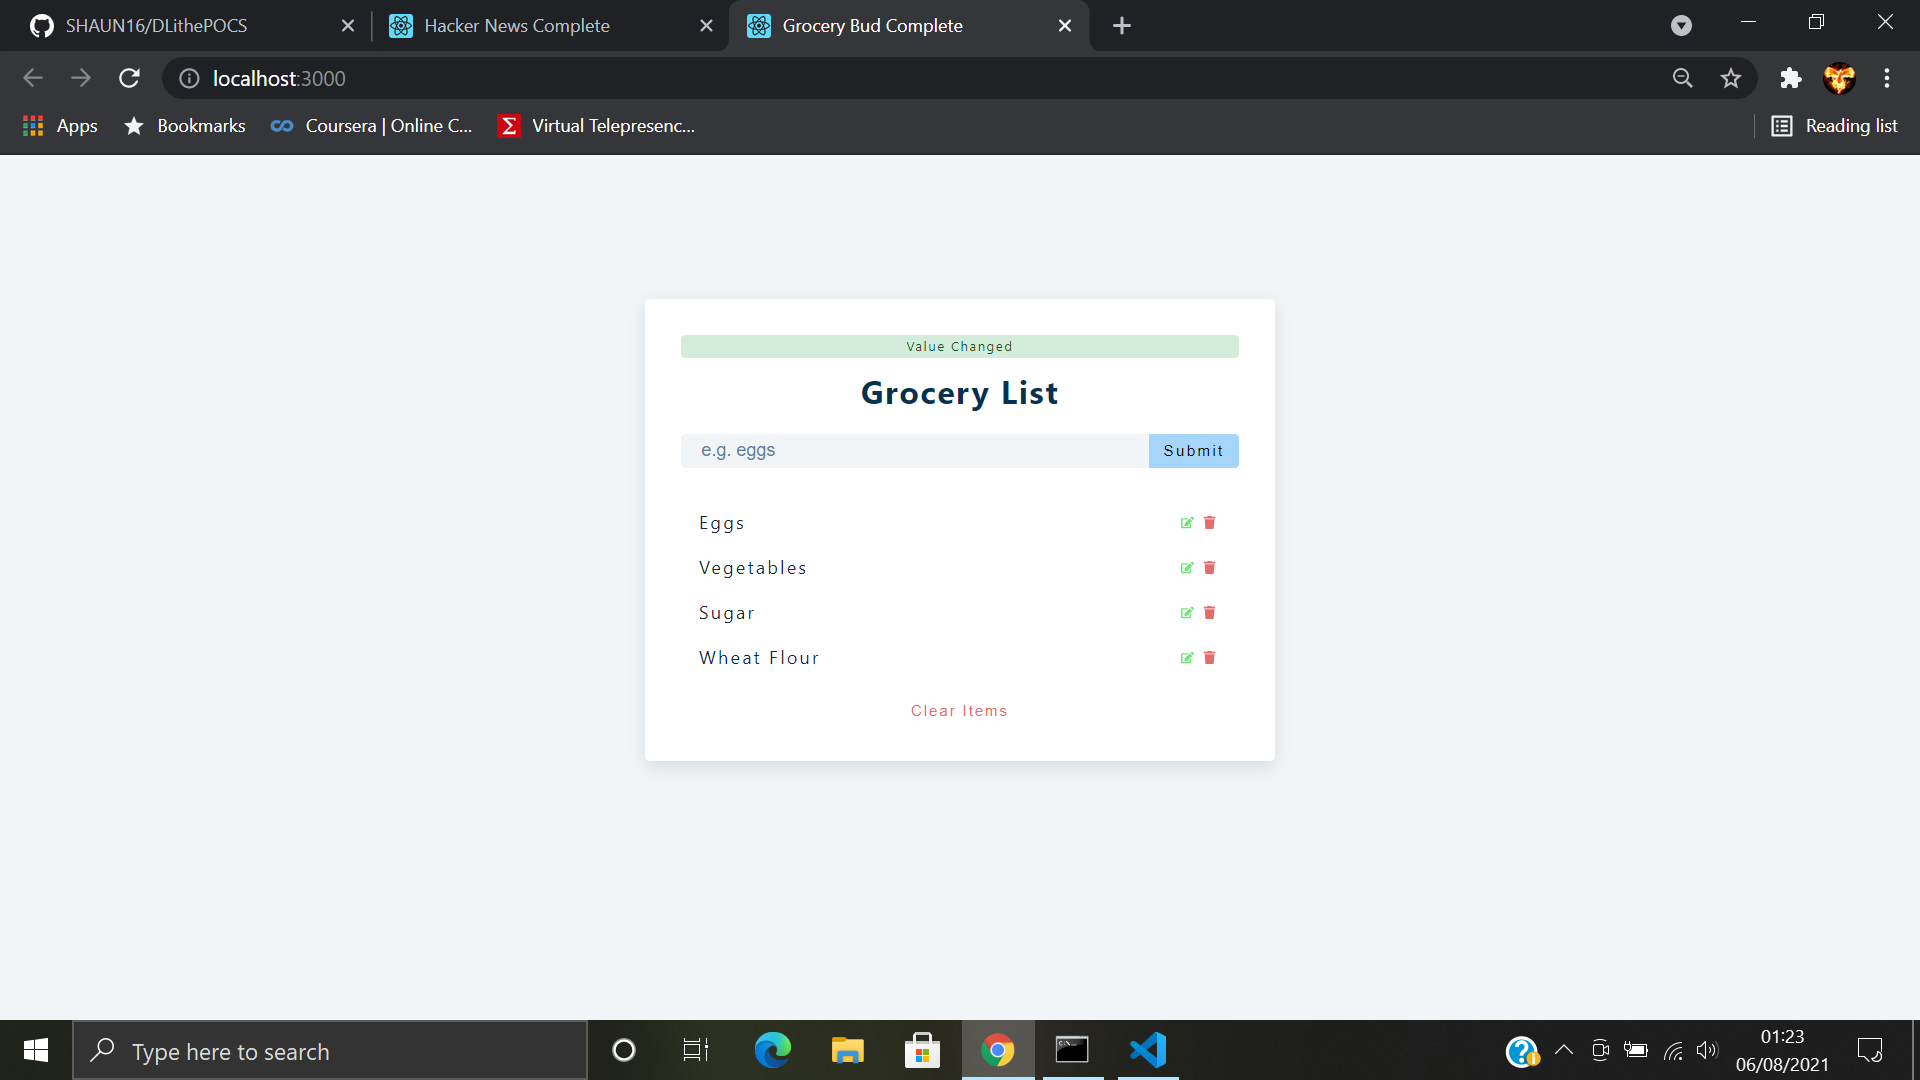 SHAUN16/DLithePOCS
Hacker News Complete
Grocery Bud Complete
localhost:3000
Apps
Bookmarks
Coursera | Online C...
Virtual Telepresenc...
Reading list
Value Changed
Grocery List
e.g. eggs
Submit
Eggs
Vegetables
Sugar
Wheat Flour
Clear Items
Type here to search
01:23
06/08/2021